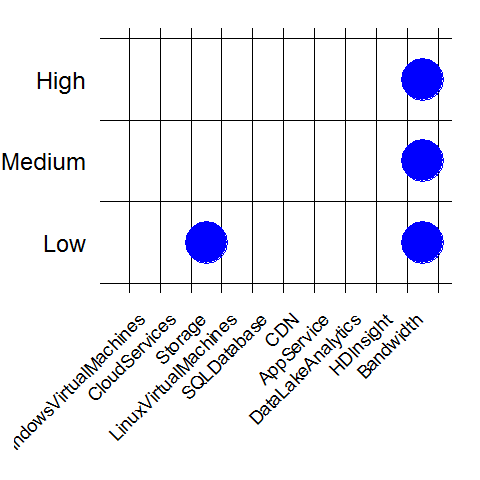 High
Medium
Low
ndowsVirtualMachines
CloudServices
Storage
LinuxVirtualMachines
SQLDatabase
CDN
AppService
DataLakeAnalytics
HDInsight
Bandwidth